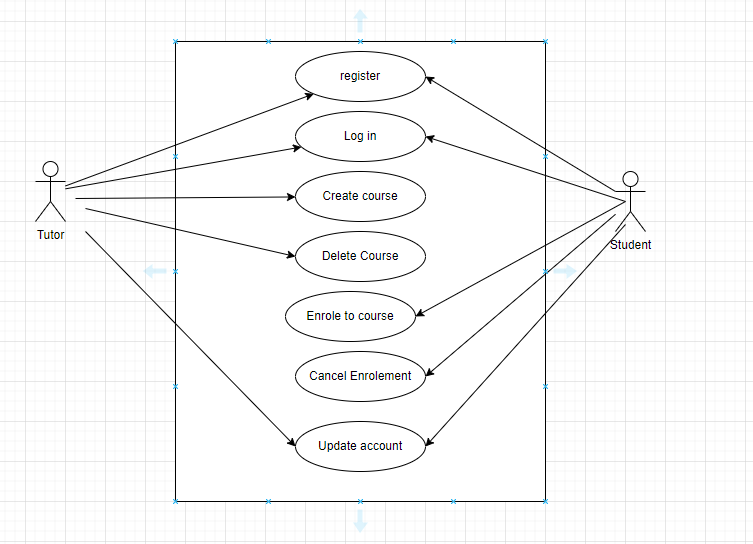 register
Log in
Create course
Tutor
Student
Delete Course
Enrole to course
Cancel Enrolement
Update account